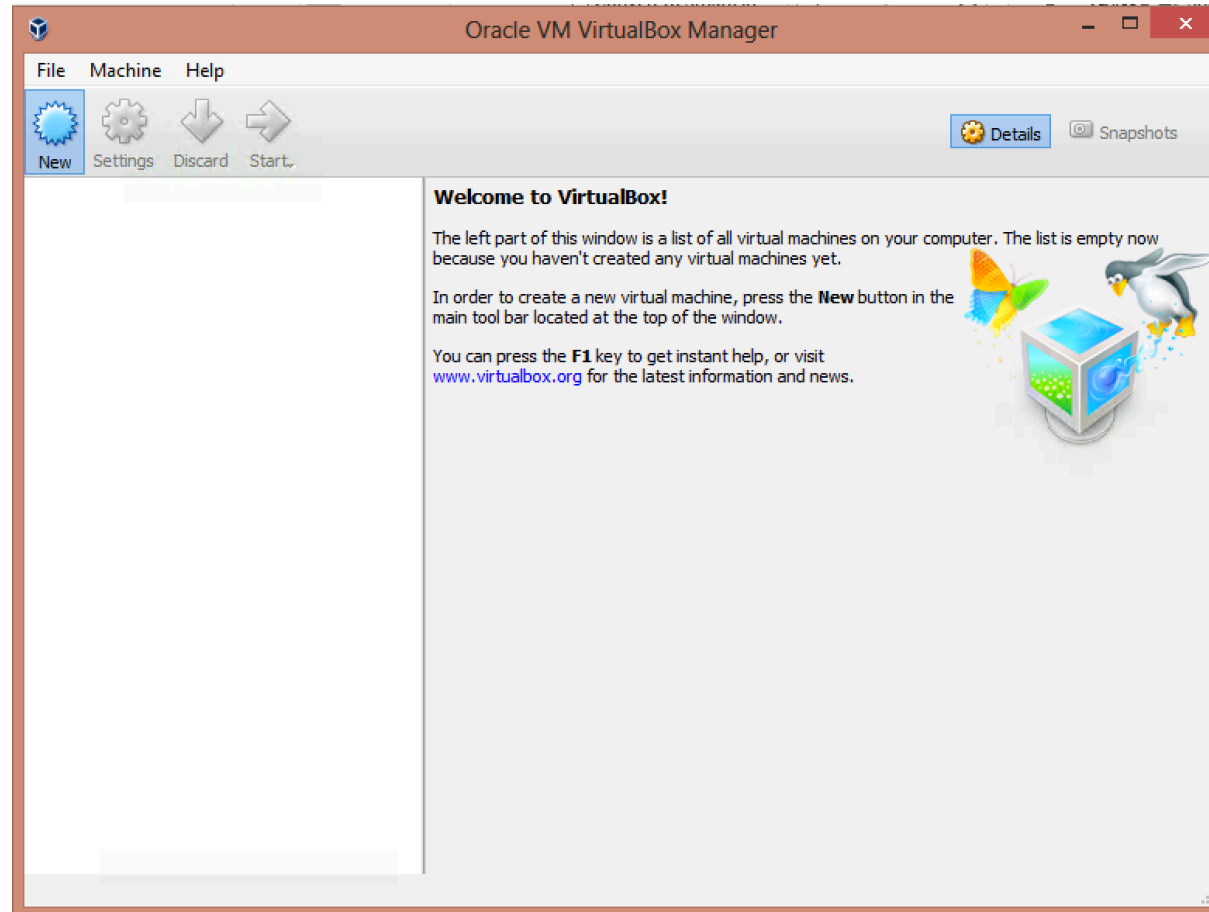 Oracle VM VirtualBox Manager
File Machine Help
New Settings Discard Start
Details Snapshots
Welcome to VirtualBox!
The left part of this window is a list of all virtual machines on your computer. The list is empty now
because you haven't created any virtual machines yet.
In order to create a new virtual machine, press the New button in the
main tool bar located at the top of the window.
You can press the F1 key to get instant help, or visit
www.virtualbox.org for the latest information and news.